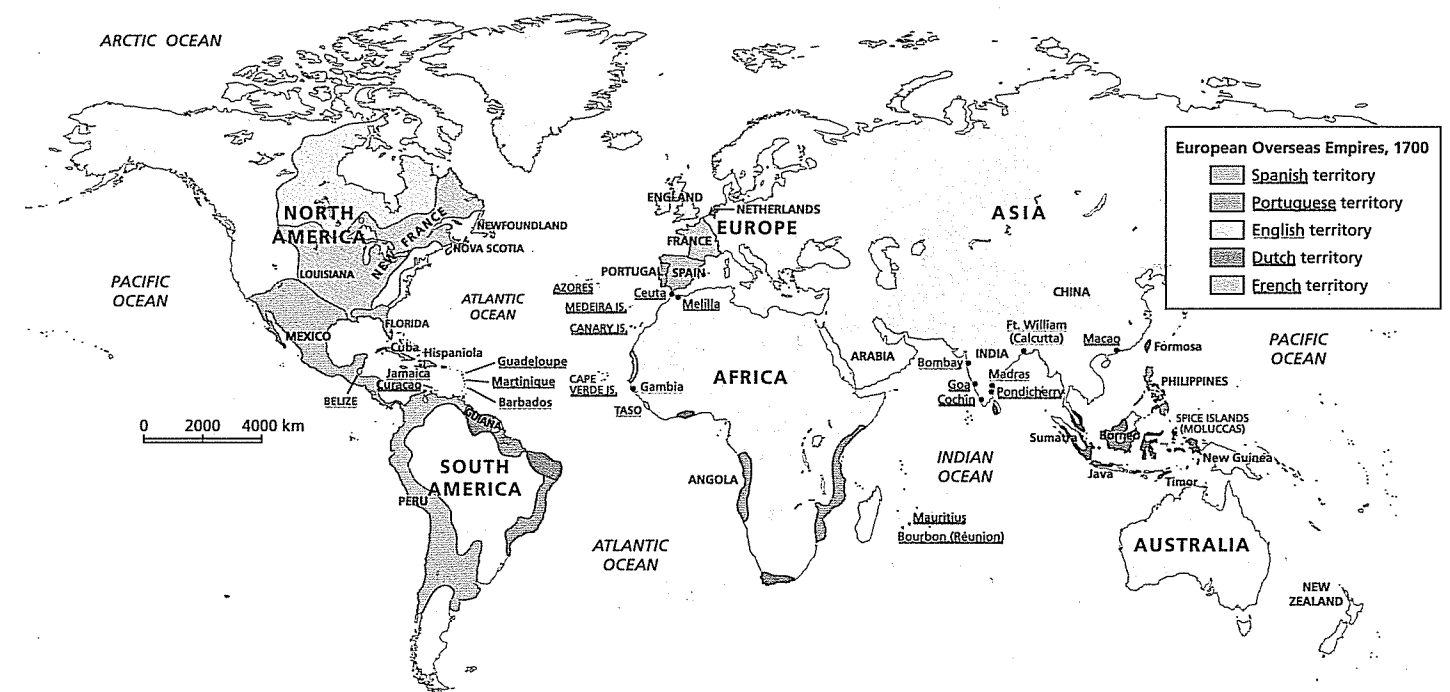 ARCTIC OCEAN
European Overseas Empires, 1700
Spanish territory
Portuguese territory
English territory
Dutch territory
French territory
NORTH
AMERICA
NEW FRANCE
NEWFOUNDLAND
NOVA SCOTIA
LOUISIANA
PACIFIC
OCEAN
ATLANTIC
OCEAN
MEXICO
FLORIDA
Cuba
Hispaniola
Jamaica
Curacao
Guadeloupe
Martinique
Barbados
BELIZE
0 2000 4000 km
GUIANA
SOUTH
AMERICA
PERU
ENGLAND
NETHERLANDS
EUROPE
FRANCE
PORTUGAL
SPAIN
AZORES
Ceuta
Melilla
MEDEIRA JS.
CANARY JS.
CAPE
VERDE JS.
Gambia
TASO
AFRICA
ANGOLA
ATLANTIC
OCEAN
ASIA
CHINA
ARABIA
Ft. William
(Calcutta)
Macao
Formosa
Bombay
INDIA
Madras
Goa
Pondicherry
Cochin
PHILIPPINES
PACIFIC
OCEAN
SPICE ISLANDS
(MOLUCCAS)
Sumatra
Borneo
New Guinea
Java
Timor
INDIAN
OCEAN
Mauritius
Bourbon (Réunion)
AUSTRALIA
NEW
ZEALAND